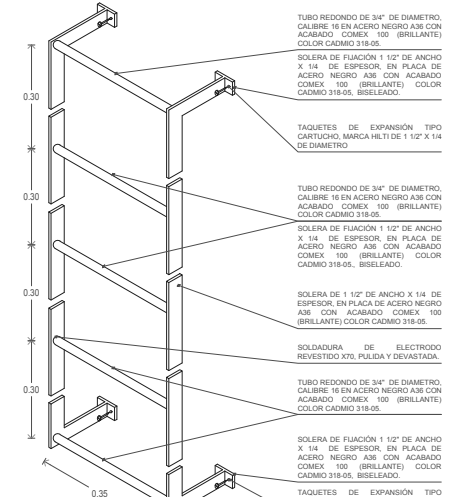 TUBO REDONDO DE 3/4" DE DIAMETRO,
CALIBRE 16 EN ACERO NEGRO A36 CON
ACABADO COMEX 100 (BRILLANTE)
COLOR CADMIO 318-05.
SOLERA DE FIJACIÓN 1 1/2" DE ANCHO
X 1/4 DE ESPESOR, EN PLACA DE
ACERO NEGRO A36 CON ACABADO
COMEX 100 (BRILLANTE) COLOR
CADMIO 318-05, BISELEADO.
TAQUETES DE EXPANSIÓN TIPO
CARTUCHO, MARCA HILTI DE 1 1/2" X 1/4
DE DIAMETRO
TUBO REDONDO DE 3/4" DE DIAMETRO,
CALIBRE 16 EN ACERO NEGRO A36 CON
ACABADO COMEX 100 (BRILLANTE)
COLOR CADMIO 318-05.
SOLERA DE FIJACIÓN 1 1/2" DE ANCHO
X 1/4 DE ESPESOR, EN PLACA DE
ACERO NEGRO A36 CON ACABADO
COMEX 100 (BRILLANTE) COLOR
CADMIO 318-05., BISELEADO.
SOLERA DE 1 1/2" DE ANCHO X 1/4 DE
ESPESOR, EN PLACA DE ACERO NEGRO
A36 CON ACABADO COMEX 100
(BRILLANTE) COLOR CADMIO 318-05.
SOLDADURA DE ELECTRODO
REVESTIDO X70, PULIDA Y DEVASTADA.
TUBO REDONDO DE 3/4" DE DIAMETRO,
CALIBRE 16 EN ACERO NEGRO A36 CON
ACABADO COMEX 100 (BRILLANTE)
COLOR CADMIO 318-05.
SOLERA DE FIJACIÓN 1 1/2" DE ANCHO
X 1/4 DE ESPESOR, EN PLACA DE
ACERO NEGRO A36 CON ACABADO
COMEX 100 (BRILLANTE) COLOR
CADMIO 318-05, BISELEADO.
TAQUETES DE EXPANSIÓN TIPO
0.30
0.30
0.30
0.30
0.35